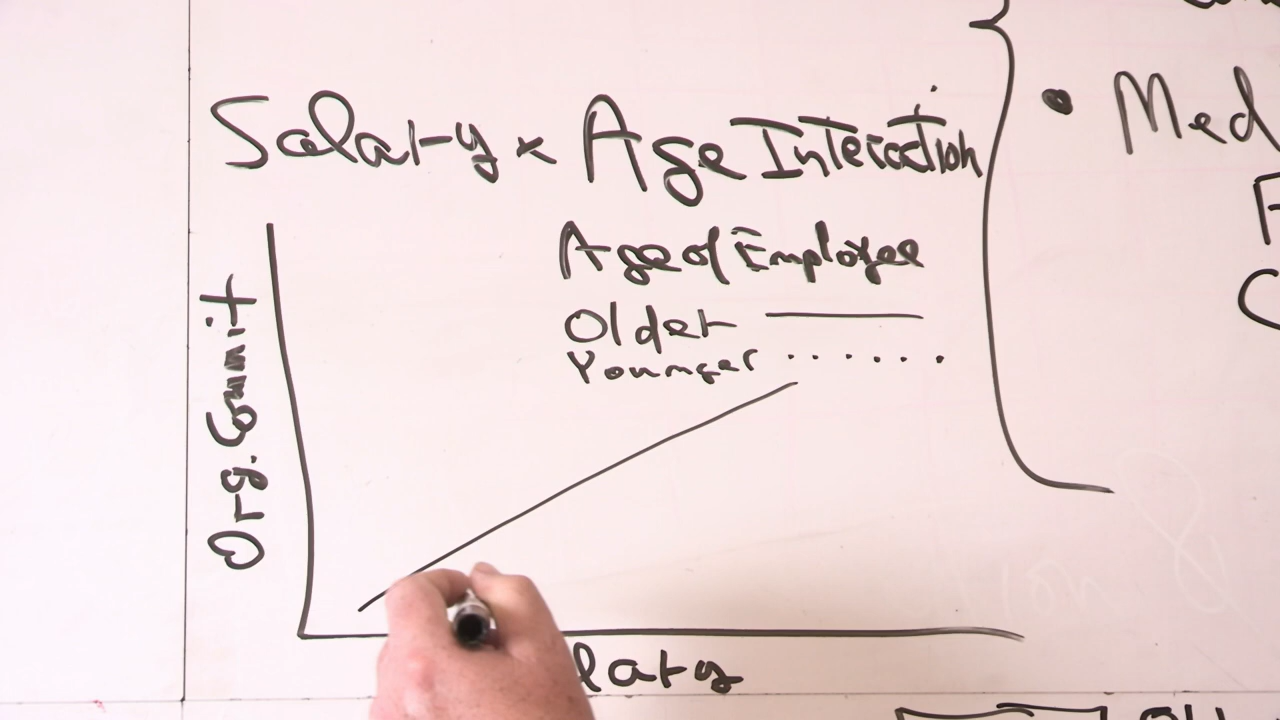 Salary x Age Interaction
Age of Employee
Older
Younger
Org. Commit
Med